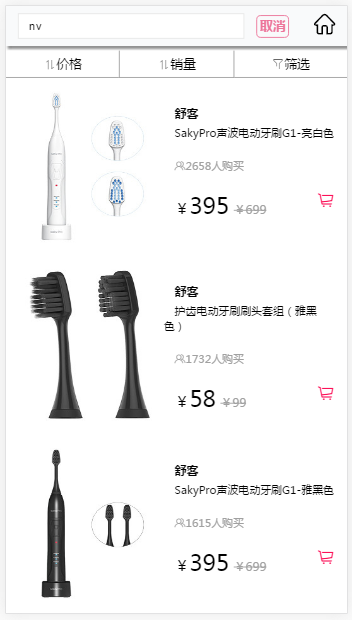 nv 取消
价格 销量 筛选
舒客
SakyPro声波电动牙刷G1-亮白色
2658人购买
￥395 ￥699
舒客
护齿电动牙刷刷头套组（雅黑
色）
1732人购买
￥58 ￥99
舒客
SakyPro声波电动牙刷G1-雅黑色
1615人购买
￥395 ￥699